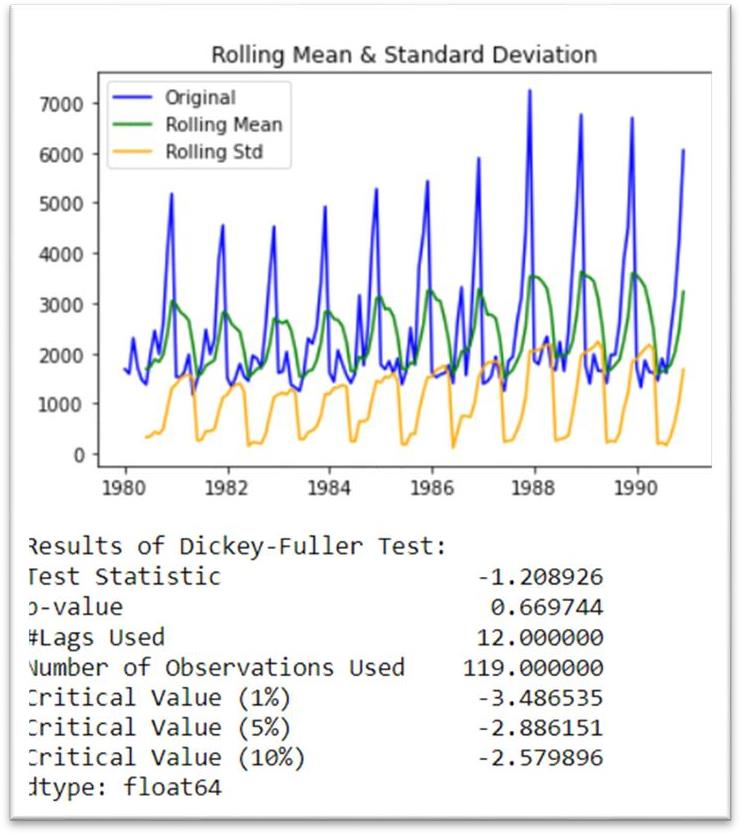 Rolling Mean & Standard Deviation
Original
Rolling Mean
Rolling Std
7000
6000
5000
4000
3000
2000
1000
0
1980 1982 1984 1986 1988 1990
Results of Dickey-Fuller Test:
Test Statistic -1.208926
p-value 0.669744
#Lags Used 12.000000
Number of Observations Used 119.000000
Critical Value (1%) -3.486535
Critical Value (5%) -2.886151
Critical Value (10%) -2.579896
dtype: float64